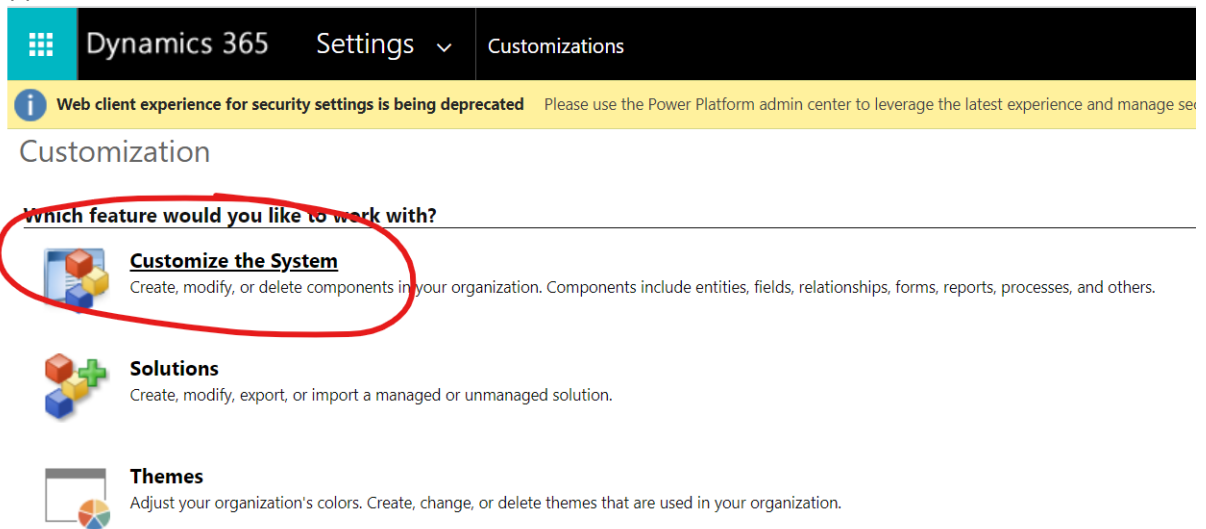 Dynamics 365 Settings Customizations
Web client experience for security settings is being deprecated Please use the Power Platform admin center to leverage the latest experience and manage
Customization
Which feature would you like to work with?
Customize the System
Create, modify, or delete components in your organization. Components include entities, fields, relationships, forms, reports, processes, and others.
Solutions
Create, modify, export, or import a managed or unmanaged solution.
Themes
Adjust your organization's colors. Create, change, or delete themes that are used in your organization.